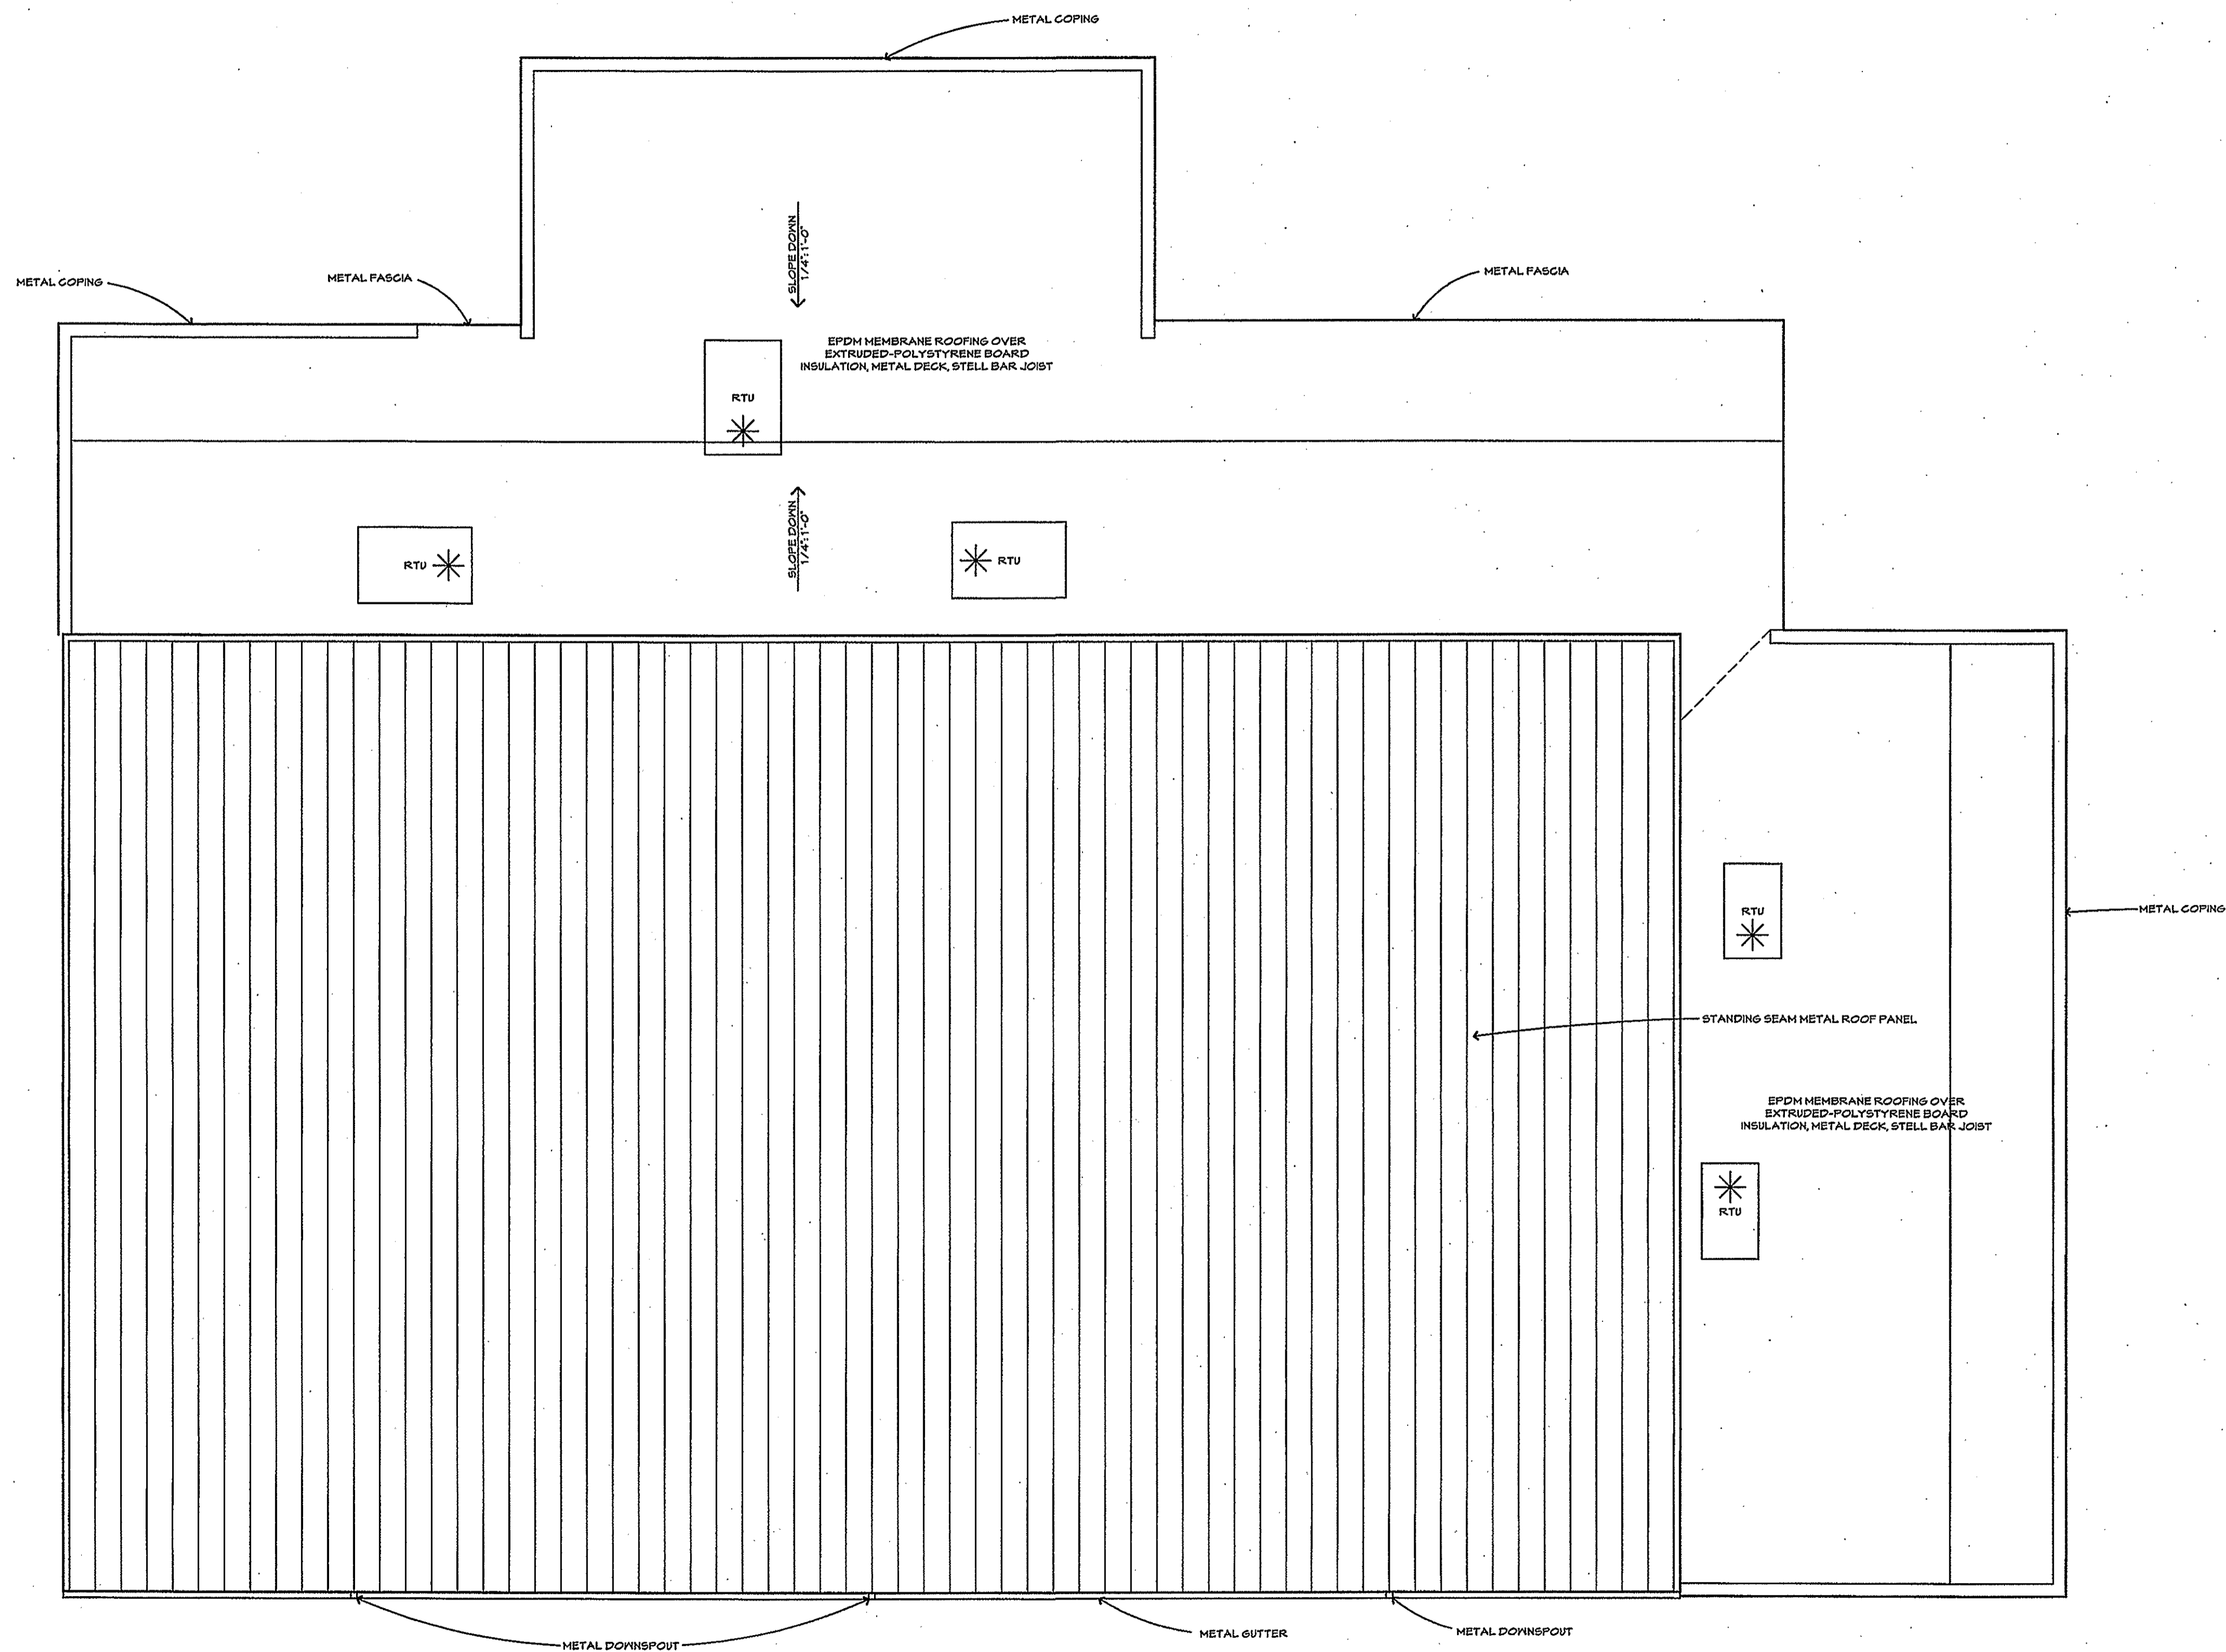 METAL COPING
METAL COPING
METAL FASCIA
METAL FASCIA
SLOPE DOWN
1/4":1'-0"
EPDM MEMBRANE ROOFING OVER
EXTRUDED-POLYSTYRENE BOARD
INSULATION, METAL DECK, STELL BAR JOIST
RTU
SLOPE DOWN
1/4":1'-0"
RTU
RTU
RTU
METAL COPING
STANDING SEAM METAL ROOF PANEL
EPDM MEMBRANE ROOFING OVER
EXTRUDED-POLYSTYRENE BOARD
INSULATION, METAL DECK, STELL BAR JOIST
RTU
METAL DOWNSPOUT
METAL GUTTER
METAL DOWNSPOUT